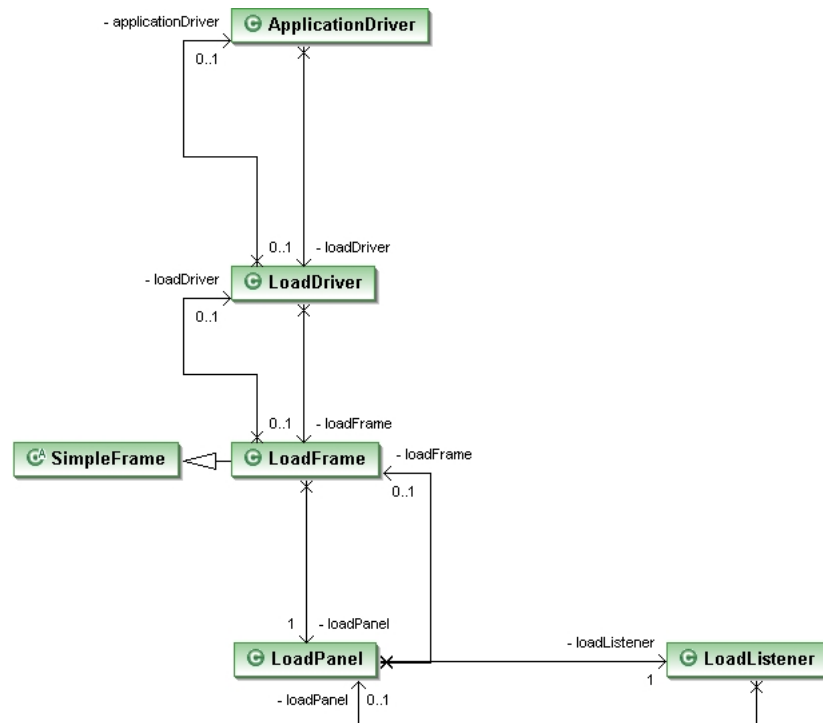 - applicationDriver
C ApplicationDriver
0..1
0..1
- loadDriver
- loadDriver
C LoadDriver
0..1
0..1
- loadFrame
C A SimpleFrame
C LoadFrame
- loadFrame
0..1
1
- loadPanel
- loadListener
C LoadPanel
C LoadListener
1
- loadPanel
0..1